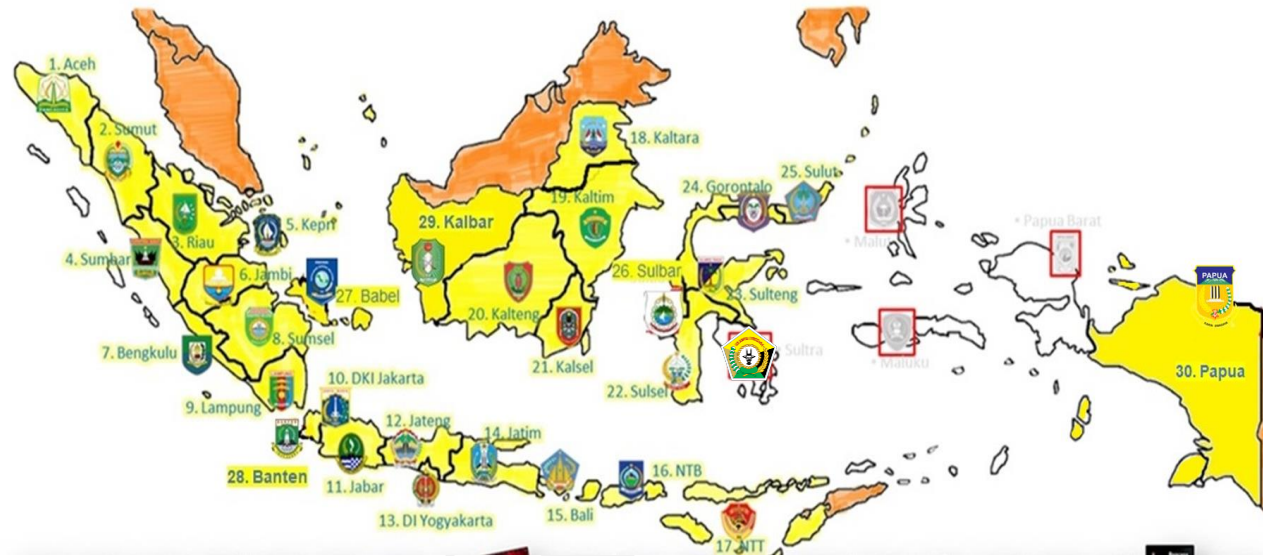 1. Aceh
2. Sumut
3. Riau
4. Sumbar
5. Kepri
6. Jambi
7. Bengkulu
8. Sumsel
9. Lampung
10. DKI Jakarta
11. Jabar
12. Jateng
13. DI Yogyakarta
14. Jatim
15. Bali
16. NTB
17. NTT
18. Kaltara
19. Kaltim
20. Kalteng
21. Kalsel
22. Sulsel
23. Sulteng
24. Gorontalo
25. Sulut
26. Sulbar
27. Babel
28. Banten
29. Kalbar
30. Papua
• Papua Barat
• Malu
Sultra
• Maluku
PAPUA